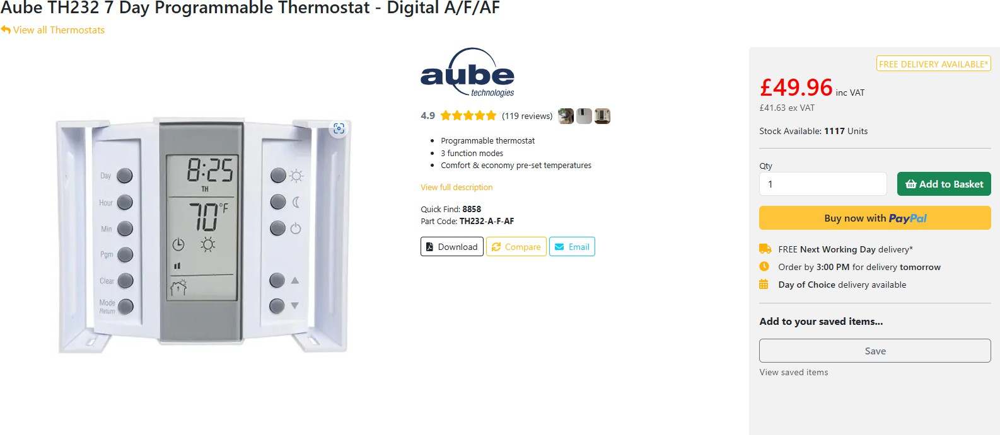 Aube TH232 7 Day Programmable Thermostat - Digital A/F/AF
View all Thermostats
Day
Hour
Min
Pgm
Clear
Mode
Return
8:25
TH
70°F
1
aube
technologies
4.9 (119 reviews)
Programmable thermostat
3 function modes
Comfort & economy pre-set temperatures
View full description
Quick Find: 8858
Part Code: TH232-A-F-AF
Download
Compare
Email
FREE DELIVERY AVAILABLE*
£49.96 inc VAT
£41.63 ex VAT
Stock Available: 1117 Units
Qty
1
Add to Basket
Buy now with PayPal
FREE Next Working Day delivery*
Order by 3:00 PM for delivery tomorrow
Day of Choice delivery available
Add to your saved items...
Save
View saved items